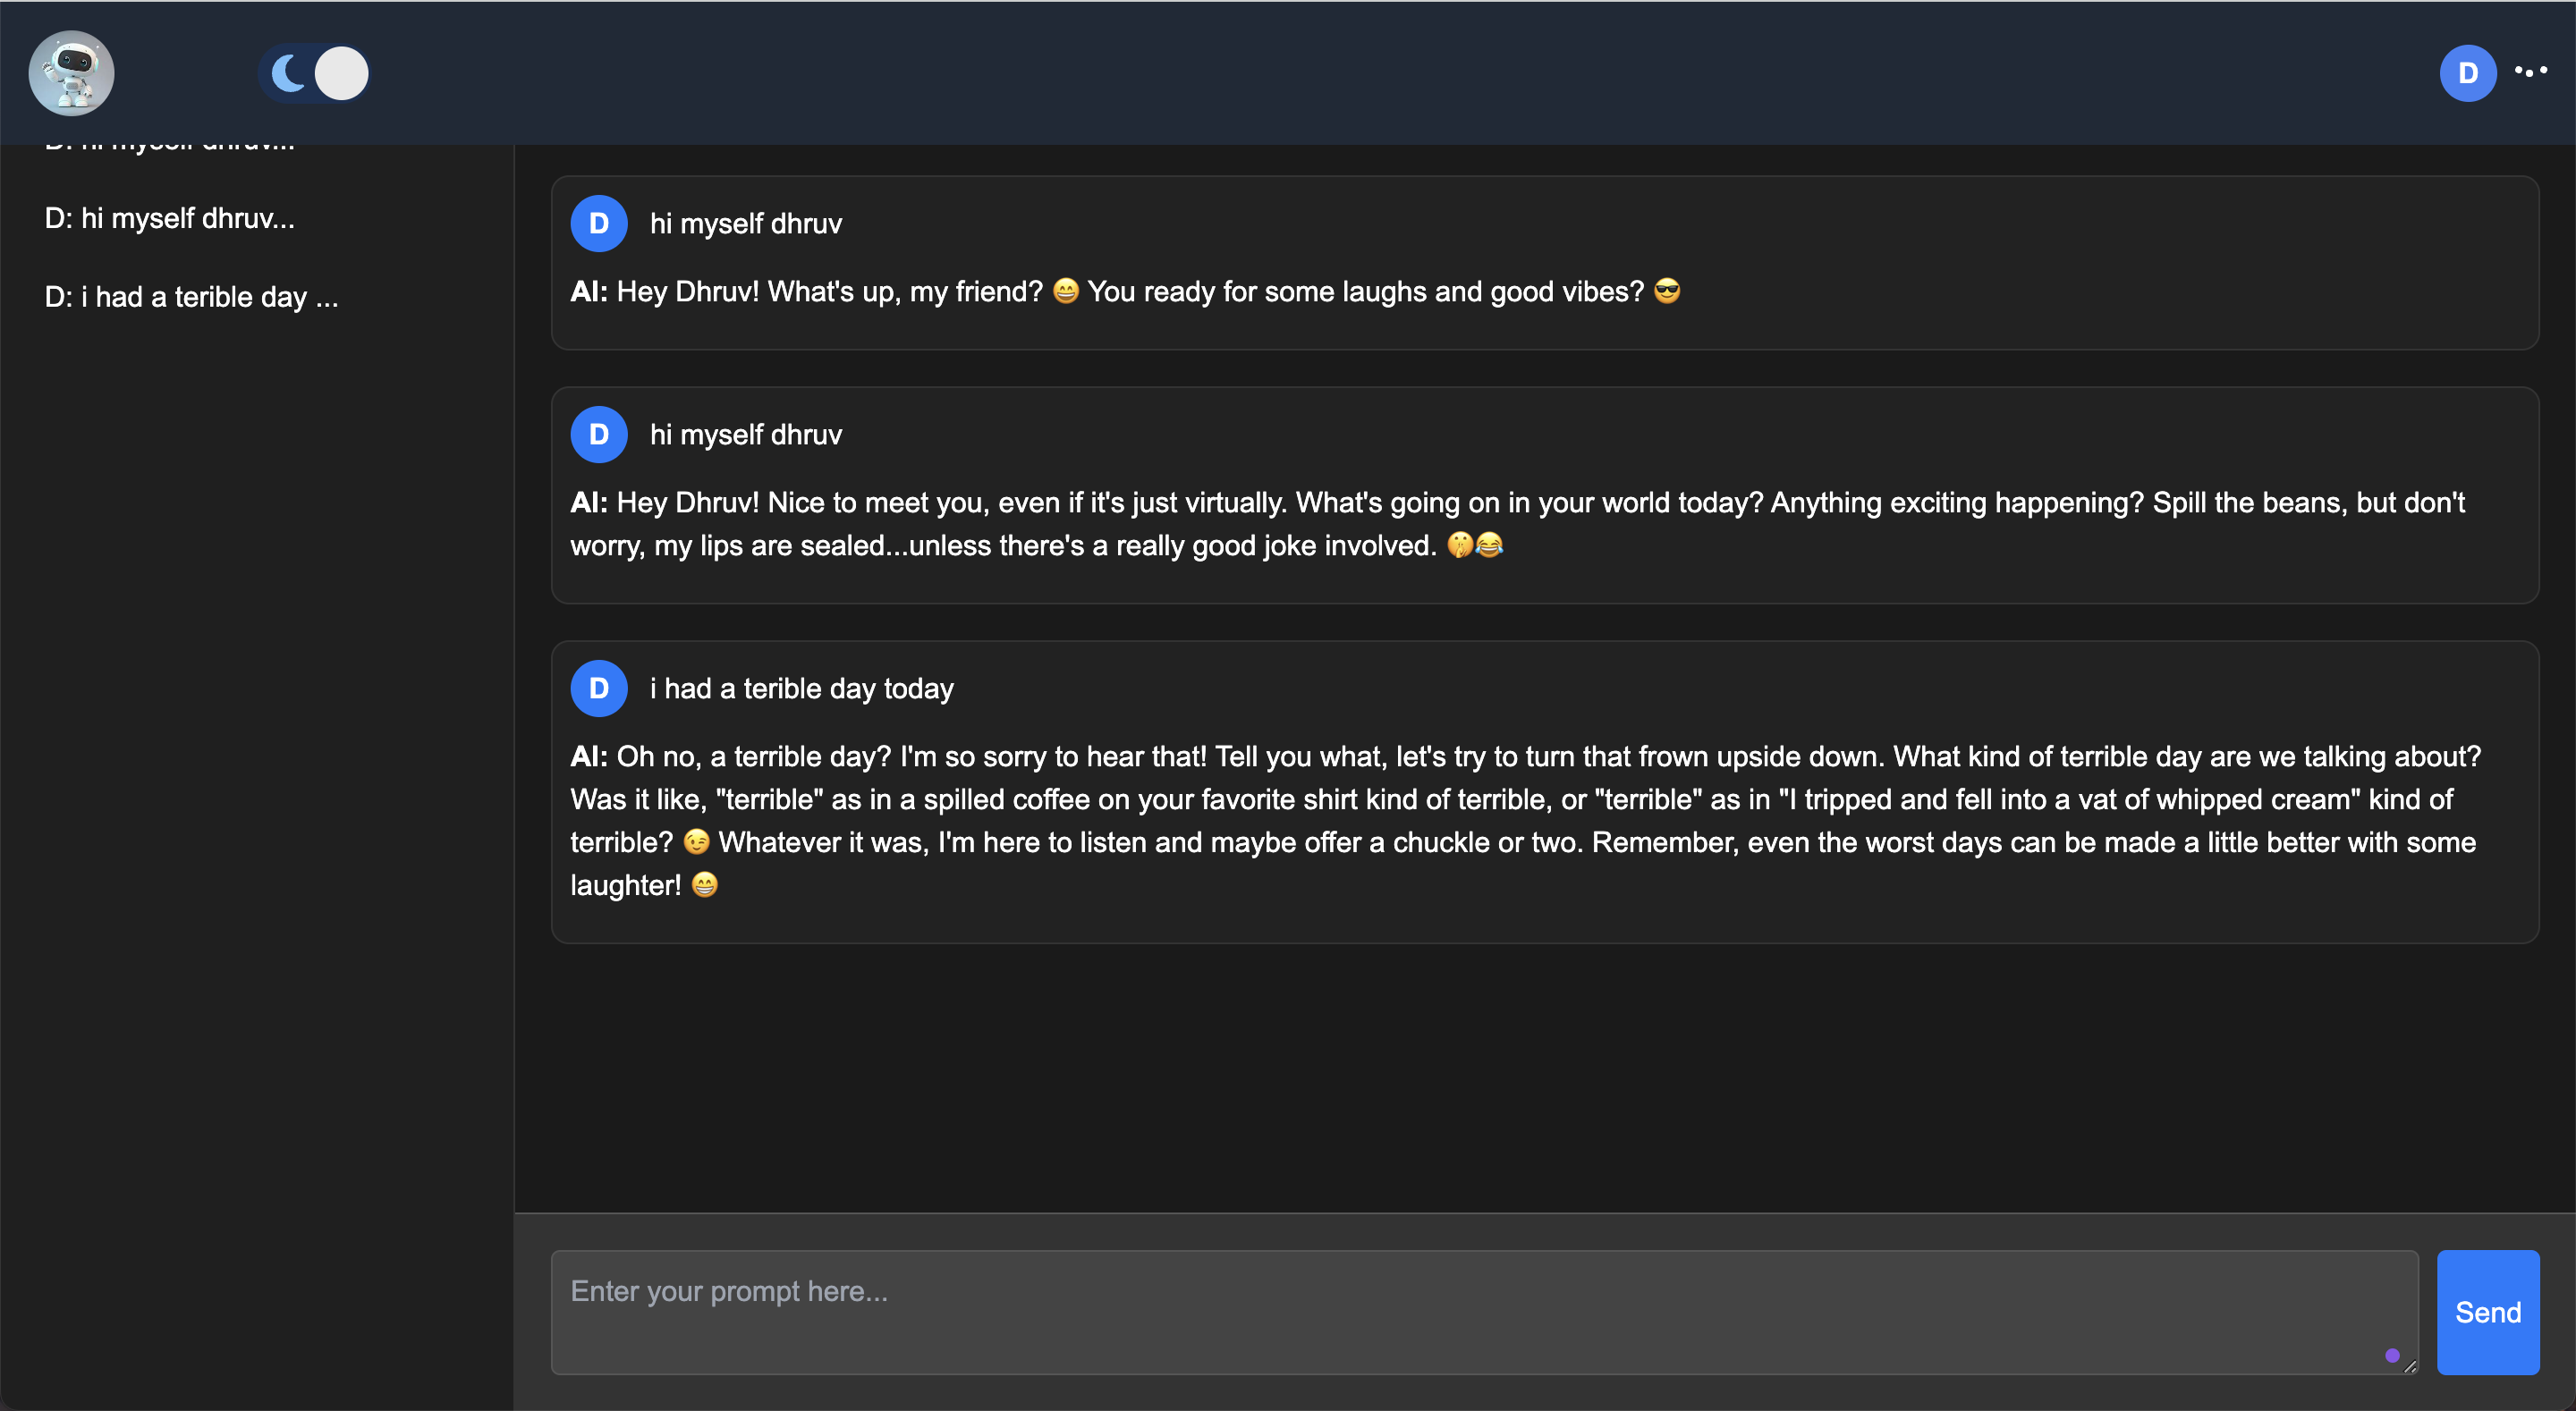 D
D: hi myself dhruv...
D: hi myself dhruv...
D: i had a terible day ...
D hi myself dhruv
AI: Hey Dhruv! What's up, my friend? 😄 You ready for some laughs and good vibes? 😎
D hi myself dhruv
AI: Hey Dhruv! Nice to meet you, even if it's just virtually. What's going on in your world today? Anything exciting happening? Spill the beans, but don't
worry, my lips are sealed...unless there's a really good joke involved. 🤫😂
D i had a terible day today
AI: Oh no, a terrible day? I'm so sorry to hear that! Tell you what, let's try to turn that frown upside down. What kind of terrible day are we talking about?
Was it like, "terrible" as in a spilled coffee on your favorite shirt kind of terrible, or "terrible" as in "I tripped and fell into a vat of whipped cream" kind of
terrible? 😉 Whatever it was, I'm here to listen and maybe offer a chuckle or two. Remember, even the worst days can be made a little better with some
laughter! 😁
Enter your prompt here...
Send